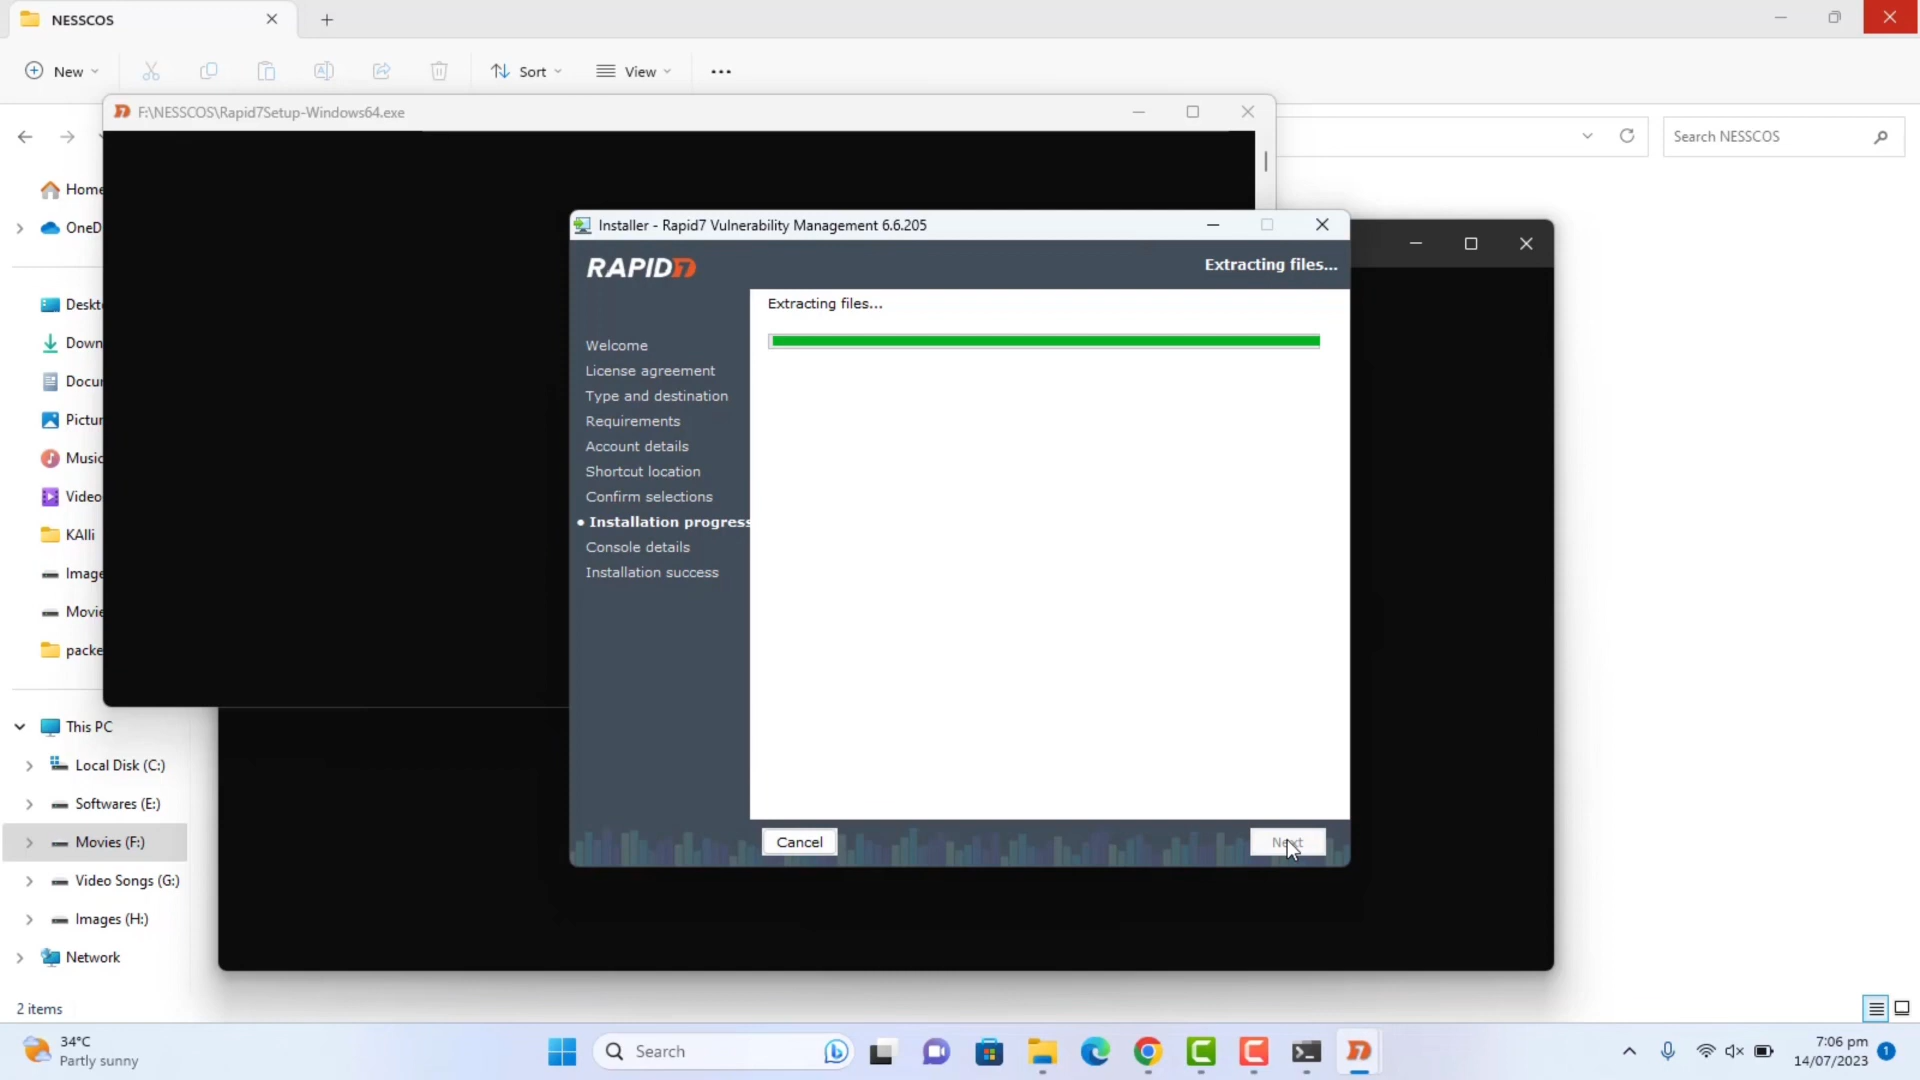 NESSCOS
New
Sort
View
F:\NESSCOS\Rapid7Setup-Windows64.exe
Search NESSCOS
Home
OneD
Deskt
Down
Docu
Pictur
Music
Video
KAlli
Image
Movie
packe
This PC
Local Disk (C:)
Softwares (E:)
Movies (F:)
Video Songs (G:)
Images (H:)
Network
2 items
Installer - Rapid7 Vulnerability Management 6.6.205
RAPID7
Extracting files...
Extracting files...
Welcome
License agreement
Type and destination
Requirements
Account details
Shortcut location
Confirm selections
• Installation progress
Console details
Installation success
Cancel
Next
34°C
Partly sunny
Search
7:06 pm
14/07/2023
1